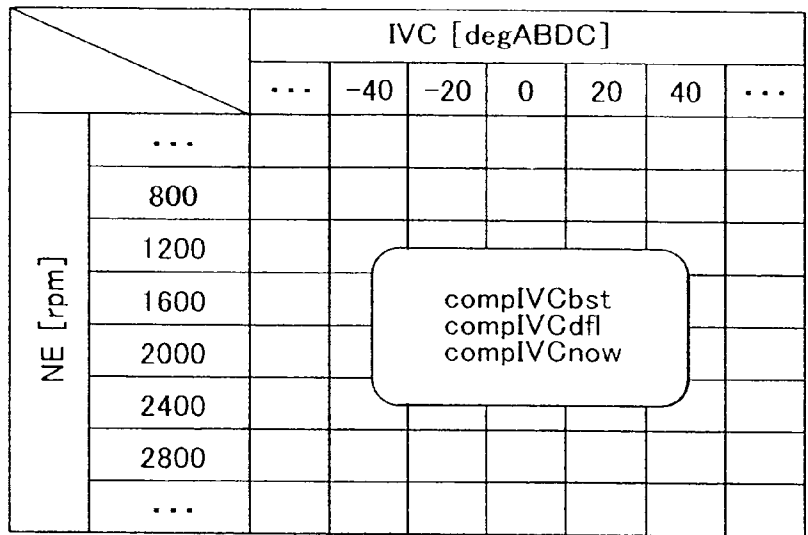 IVC [degABDC]
... -40 -20 0 20 40 ...
NE [rpm]
...
800
1200
1600
2000
2400
2800
...
compIVCbst
compIVCdfl
compIVCnow